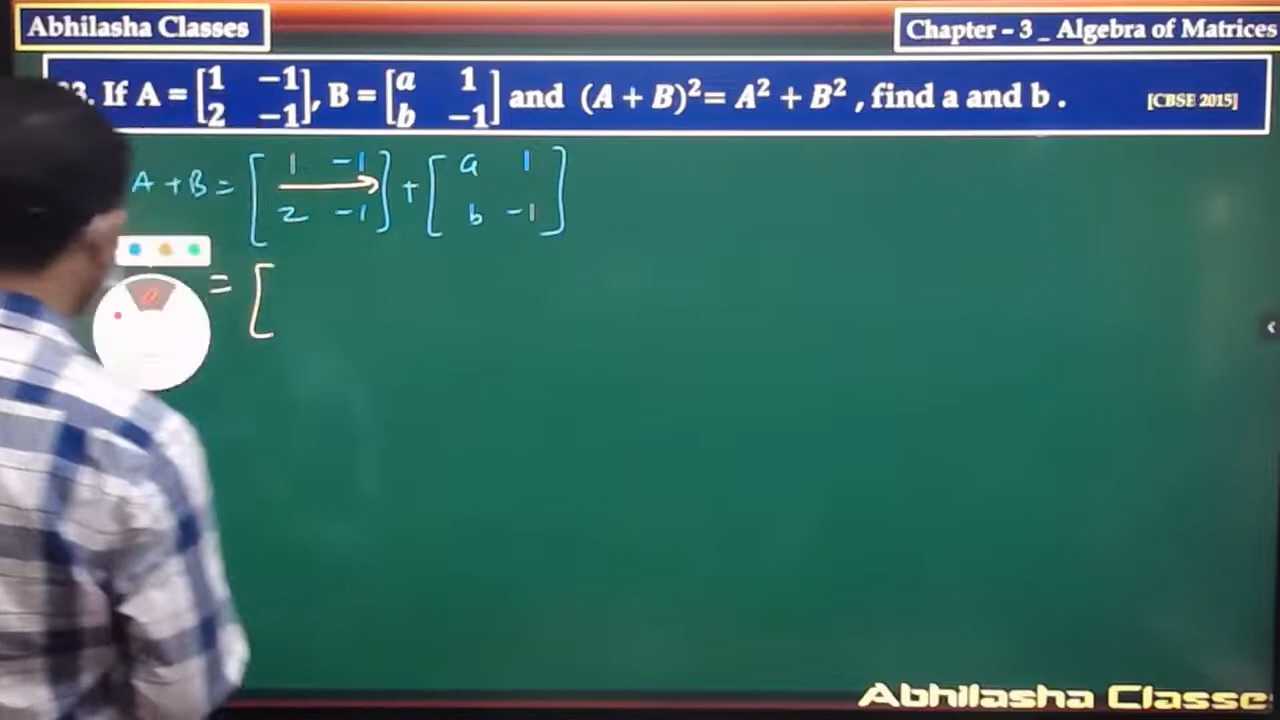 Abhilasha Classes
Chapter - 3 _ Algebra of Matrices
3. If A = [1 -1; 2 -1], B = [a 1; b -1] and (A + B)² = A² + B² , find a and b .
[CBSE 2015]
A + B = [1 -1; 2 -1] + [a 1; b -1]
= [
Abhilasha Classe